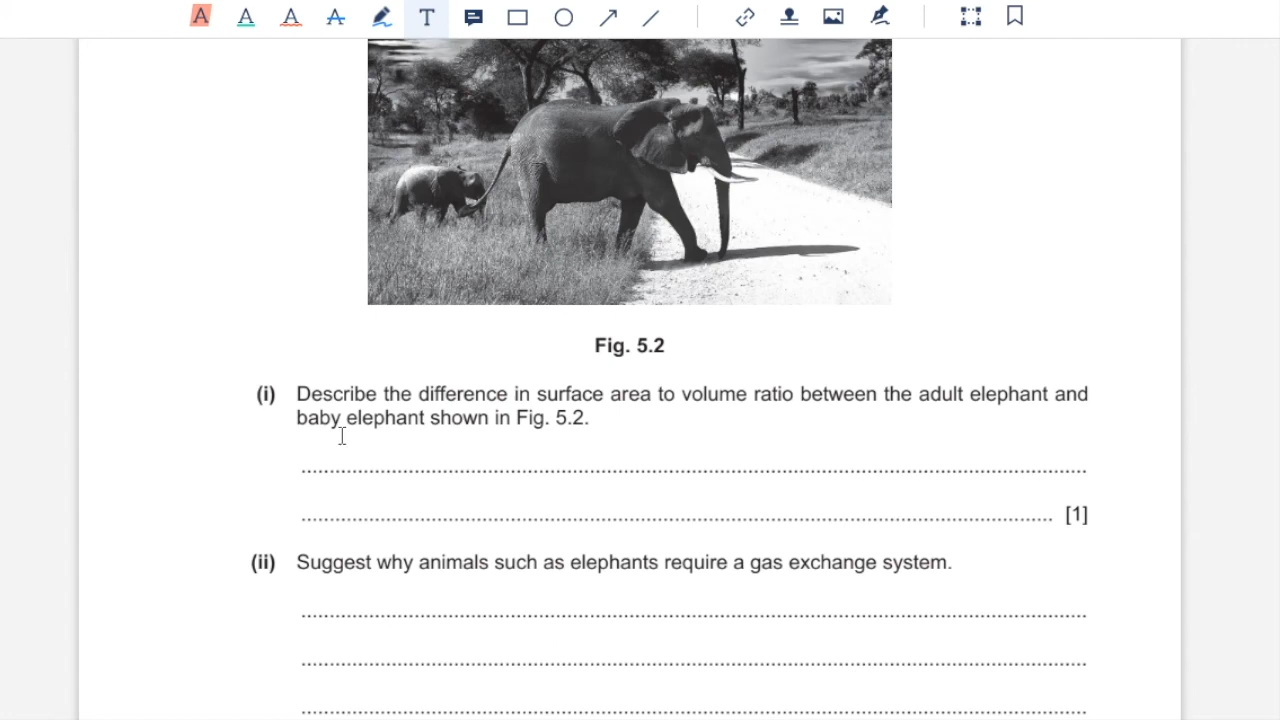 A A A A T
Fig. 5.2
(i) Describe the difference in surface area to volume ratio between the adult elephant and
baby elephant shown in Fig. 5.2.
................................................................................
................................................................................ [1]
(ii) Suggest why animals such as elephants require a gas exchange system.
................................................................................
................................................................................
................................................................................